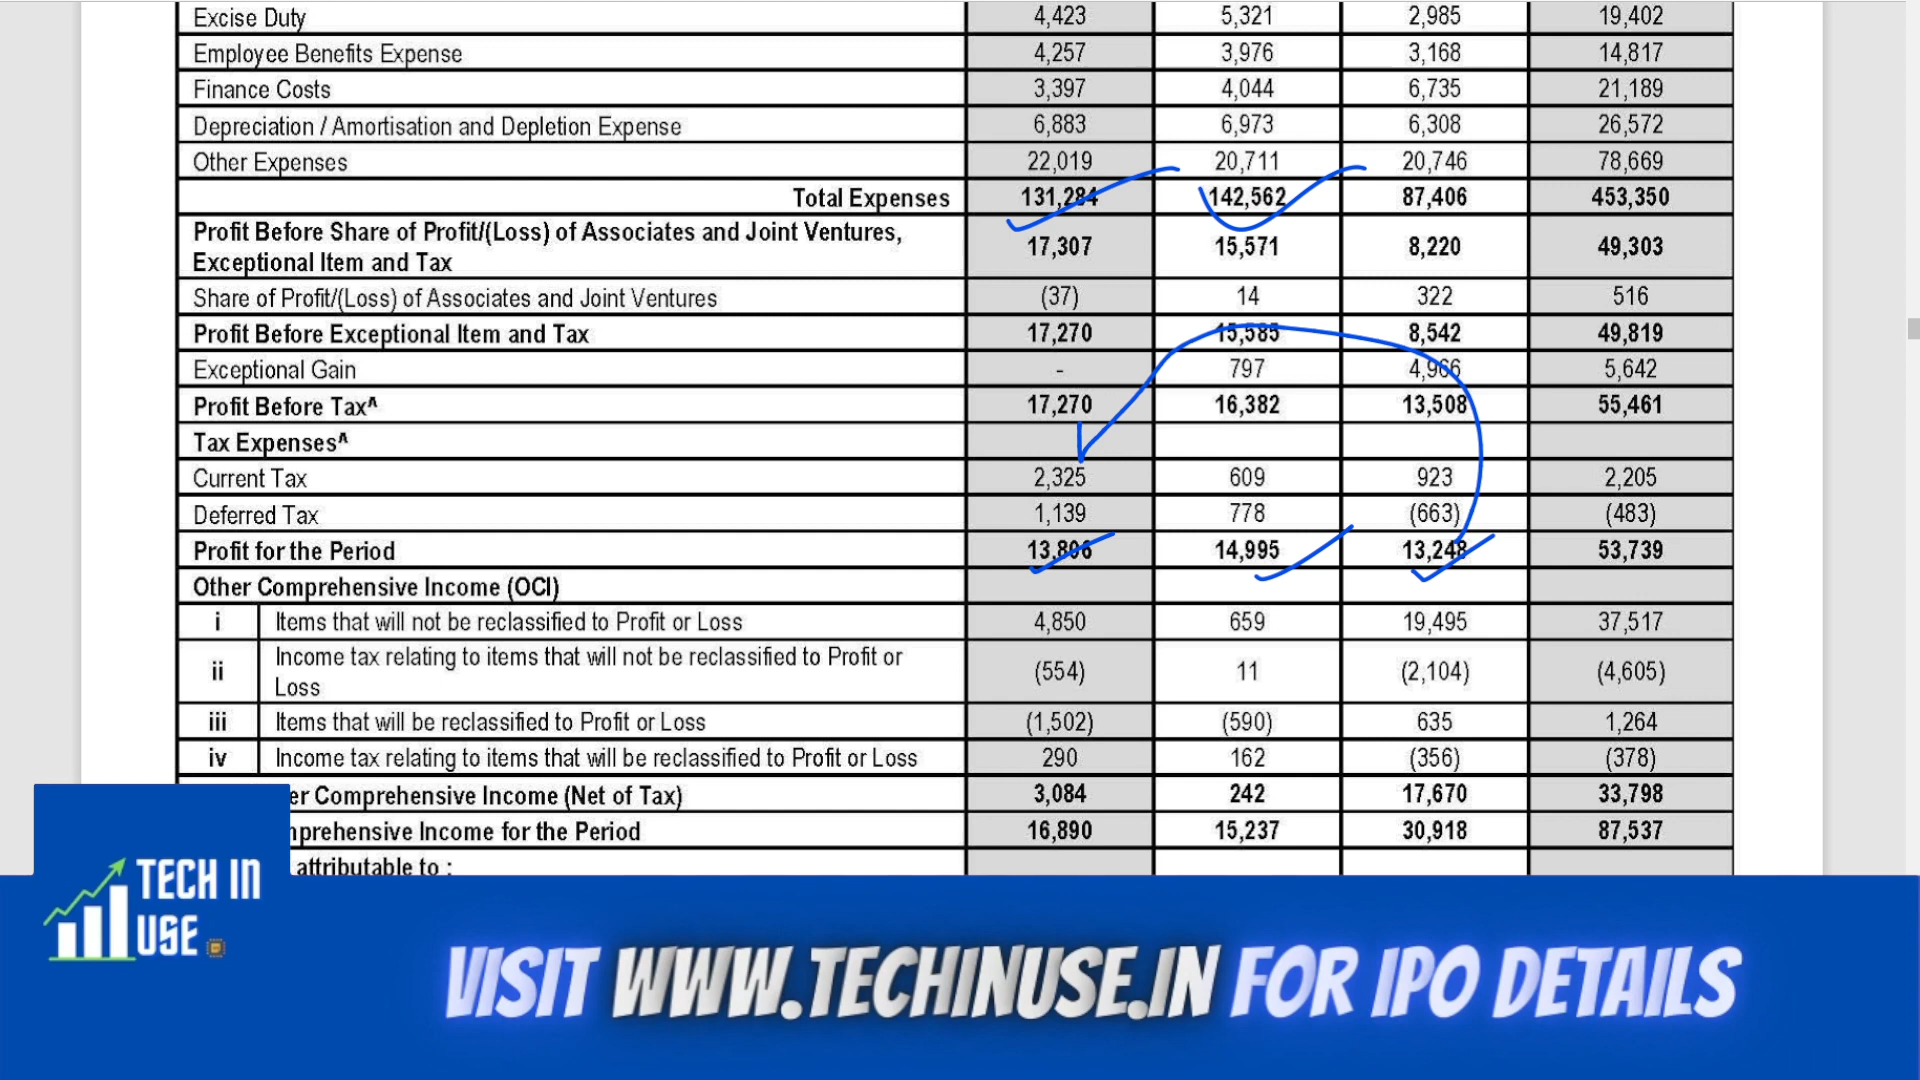 Excise Duty 4,423 5,321 2,985 19,402
Employee Benefits Expense 4,257 3,976 3,168 14,817
Finance Costs 3,397 4,044 6,735 21,189
Depreciation / Amortisation and Depletion Expense 6,883 6,973 6,308 26,572
Other Expenses 22,019 20,711 20,746 78,669
Total Expenses 131,284 142,562 87,406 453,350
Profit Before Share of Profit/(Loss) of Associates and Joint Ventures,
Exceptional Item and Tax 17,307 15,571 8,220 49,303
Share of Profit/(Loss) of Associates and Joint Ventures (37) 14 322 516
Profit Before Exceptional Item and Tax 17,270 15,585 8,542 49,819
Exceptional Gain - 797 4,966 5,642
Profit Before Tax^ 17,270 16,382 13,508 55,461
Tax Expenses^
Current Tax 2,325 609 923 2,205
Deferred Tax 1,139 778 (663) (483)
Profit for the Period 13,806 14,995 13,248 53,739
Other Comprehensive Income (OCI)
i Items that will not be reclassified to Profit or Loss 4,850 659 19,495 37,517
ii Income tax relating to items that will not be reclassified to Profit or
Loss (554) 11 (2,104) (4,605)
iii Items that will be reclassified to Profit or Loss (1,502) (590) 635 1,264
iv Income tax relating to items that will be reclassified to Profit or Loss 290 162 (356) (378)
er Comprehensive Income (Net of Tax) 3,084 242 17,670 33,798
nprehensive Income for the Period 16,890 15,237 30,918 87,537
attributable to :
TECH IN
USE
VISIT WWW.TECHINUSE.IN FOR IPO DETAILS